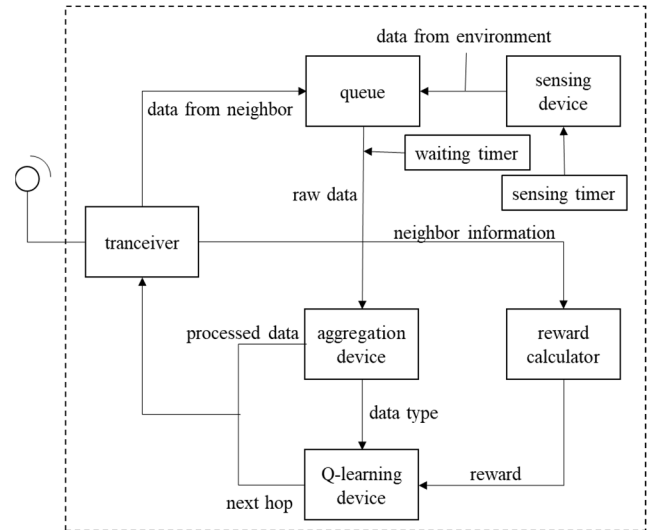 data from environment
queue
sensing
device
data from neighbor
waiting timer
raw data
sensing timer
tranceiver
neighbor information
processed data
aggregation
device
reward
calculator
data type
Q-learning
device
reward
next hop